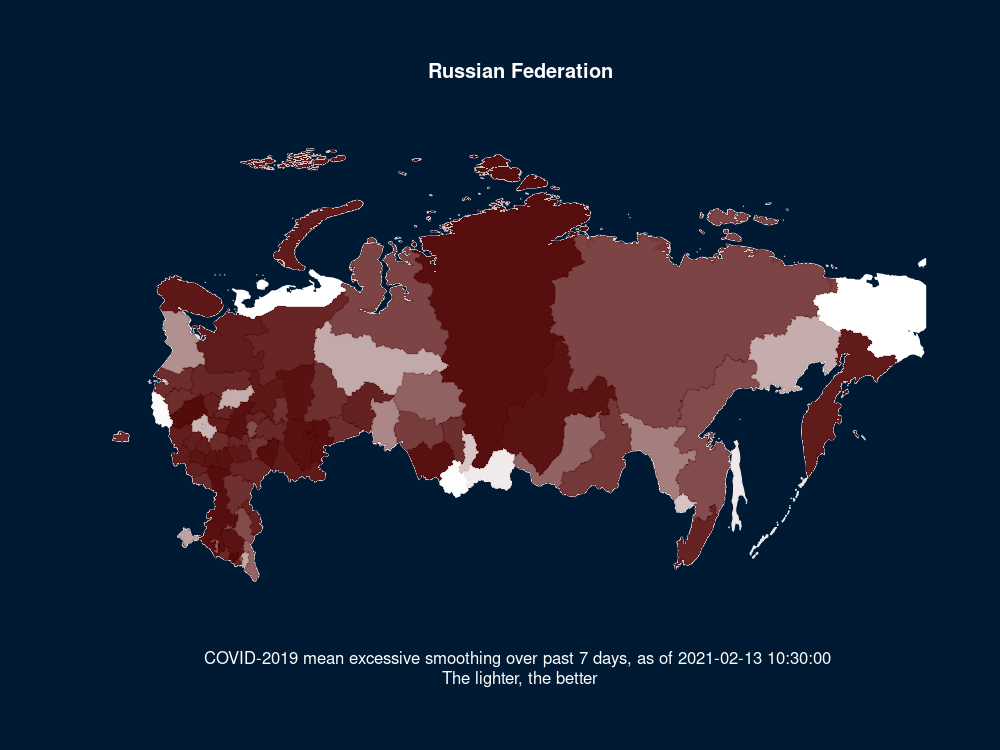 Russian Federation
COVID-2019 mean excessive smoothing over past 7 days, as of 2021-02-13 10:30:00
The lighter, the better